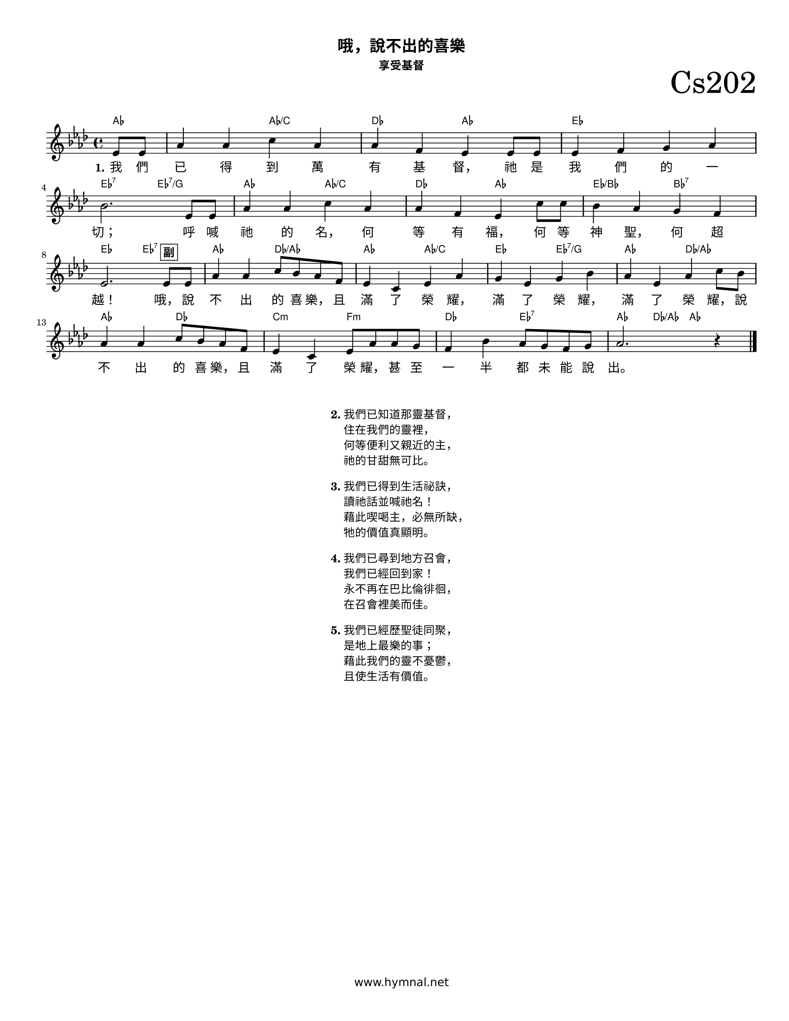 哦，說不出的喜樂
享受基督
Cs202
A♭ A♭/C D♭ A♭ E♭
1. 我 們 已 得 到 萬 有 基 督， 祂 是 我 們 的 一
4 E♭7 E♭7/G A♭ A♭/C D♭ A♭ E♭/B♭ B♭7
切； 呼 喊 祂 的 名， 何 等 有 福， 何 等 神 聖， 何 超
8 E♭ E♭7 副 A♭ D♭/A♭ A♭ A♭/C E♭ E♭7/G A♭ D♭/A♭
越！ 哦，說 不 出 的 喜 樂，且 滿 了 榮 耀， 滿 了 榮 耀， 滿 了 榮 耀，說
13 A♭ D♭ Cm Fm D♭ E♭7 A♭ D♭/A♭ A♭
不 出 的 喜 樂，且 滿 了 榮 耀，甚 至 一 半 都 未 能 說 出。
2. 我們已知道那靈基督，
住在我們的靈裡，
何等便利又親近的主，
祂的甘甜無可比。
3. 我們已得到生活祕訣，
讀祂話並喊祂名！
藉此喫喝主，必無所缺，
牠的價值真顯明。
4. 我們已尋到地方召會，
我們已經回到家！
永不再在巴比倫徘徊，
在召會裡美而佳。
5. 我們已經歷聖徒同聚，
是地上最樂的事；
藉此我們的靈不憂鬱，
且使生活有價值。
www.hymnal.net